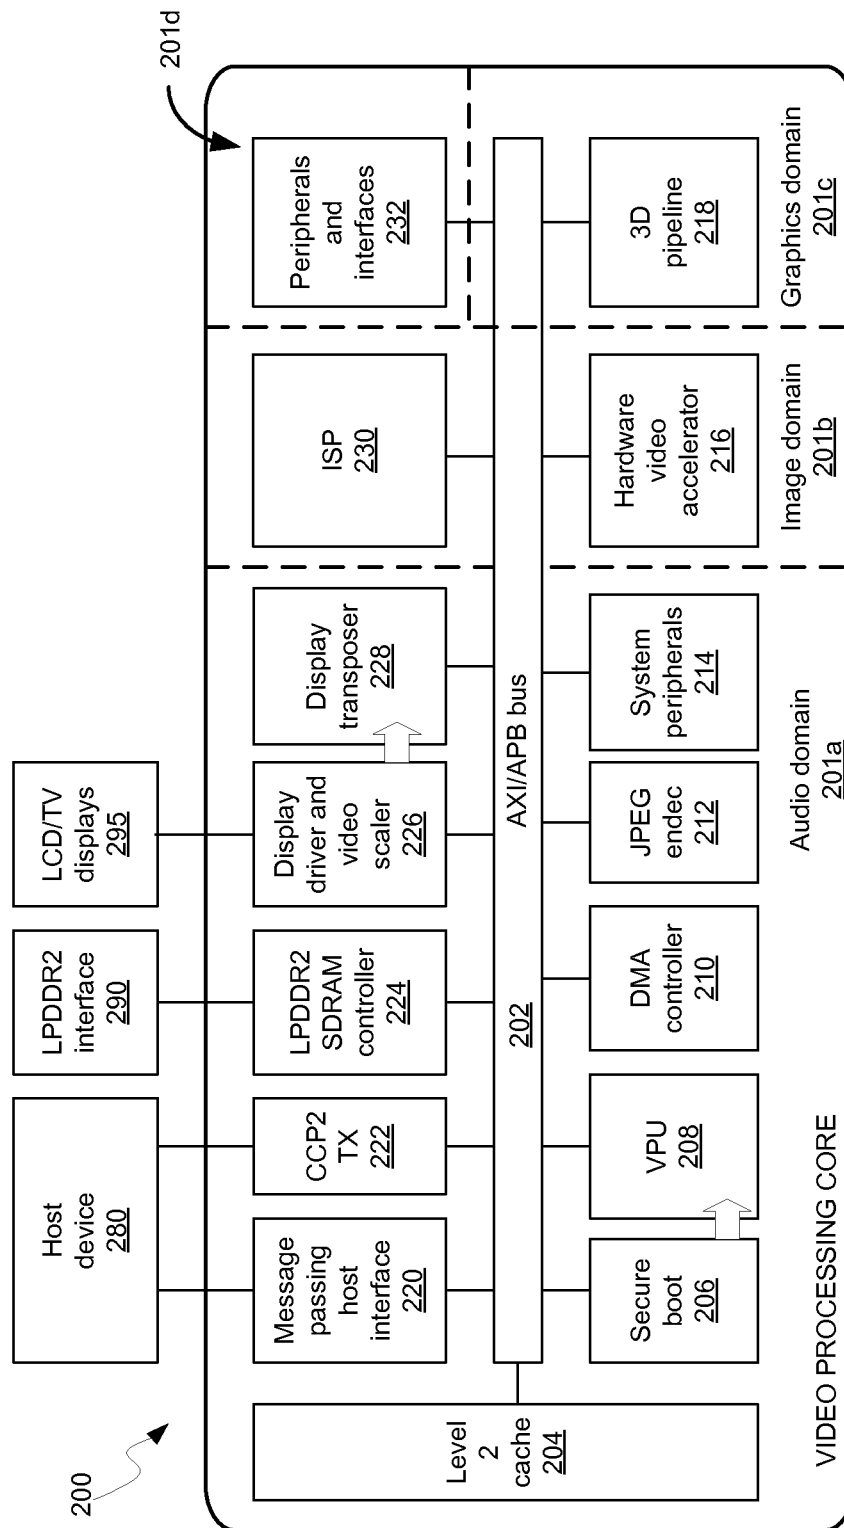 200
Host
device
280
LPDDR2
interface
290
LCD/TV
displays
295
201d
Level
2
cache
204
Message
passing
host
interface
220
CCP2
TX
222
LPDDR2
SDRAM
controller
224
Display
driver and
video
scaler
226
Display
transposer
228
ISP
230
Peripherals
and
interfaces
232
202
AXI/APB bus
Secure
boot
206
VPU
208
DMA
controller
210
JPEG
endec
212
System
peripherals
214
Hardware
video
accelerator
216
3D
pipeline
218
VIDEO PROCESSING CORE
Audio domain
201a
Image domain
201b
Graphics domain
201c